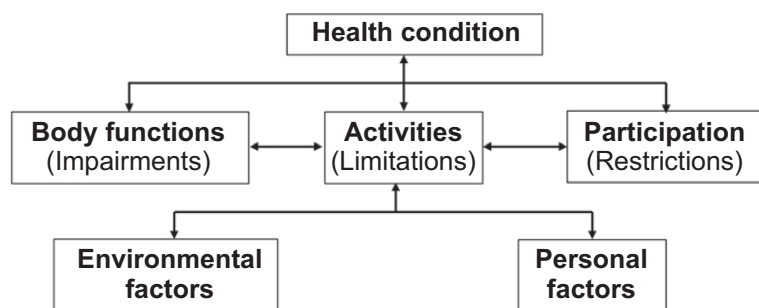 Health condition
Body functions
(Impairments)
Activities
(Limitations)
Participation
(Restrictions)
Environmental
factors
Personal
factors